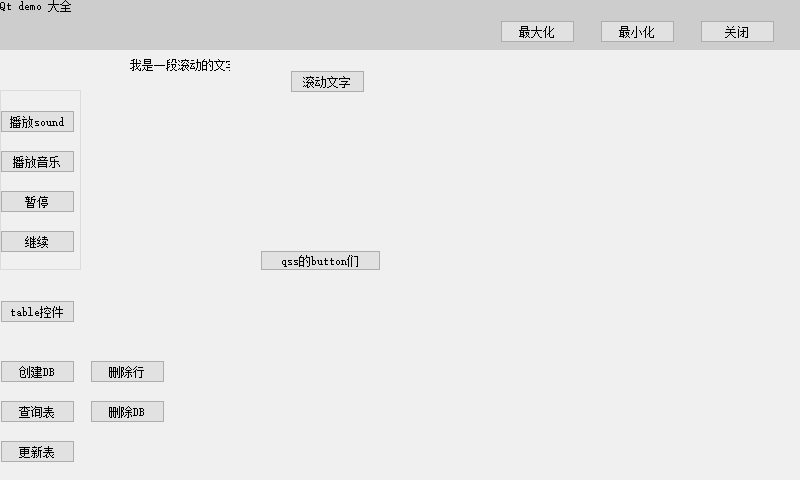 Qt demo 大全
最大化 最小化 关闭
我是一段滚动的文字
滚动文字
播放sound
播放音乐
暂停
继续
qss的button们
table控件
创建DB 删除行
查询表 删除DB
更新表